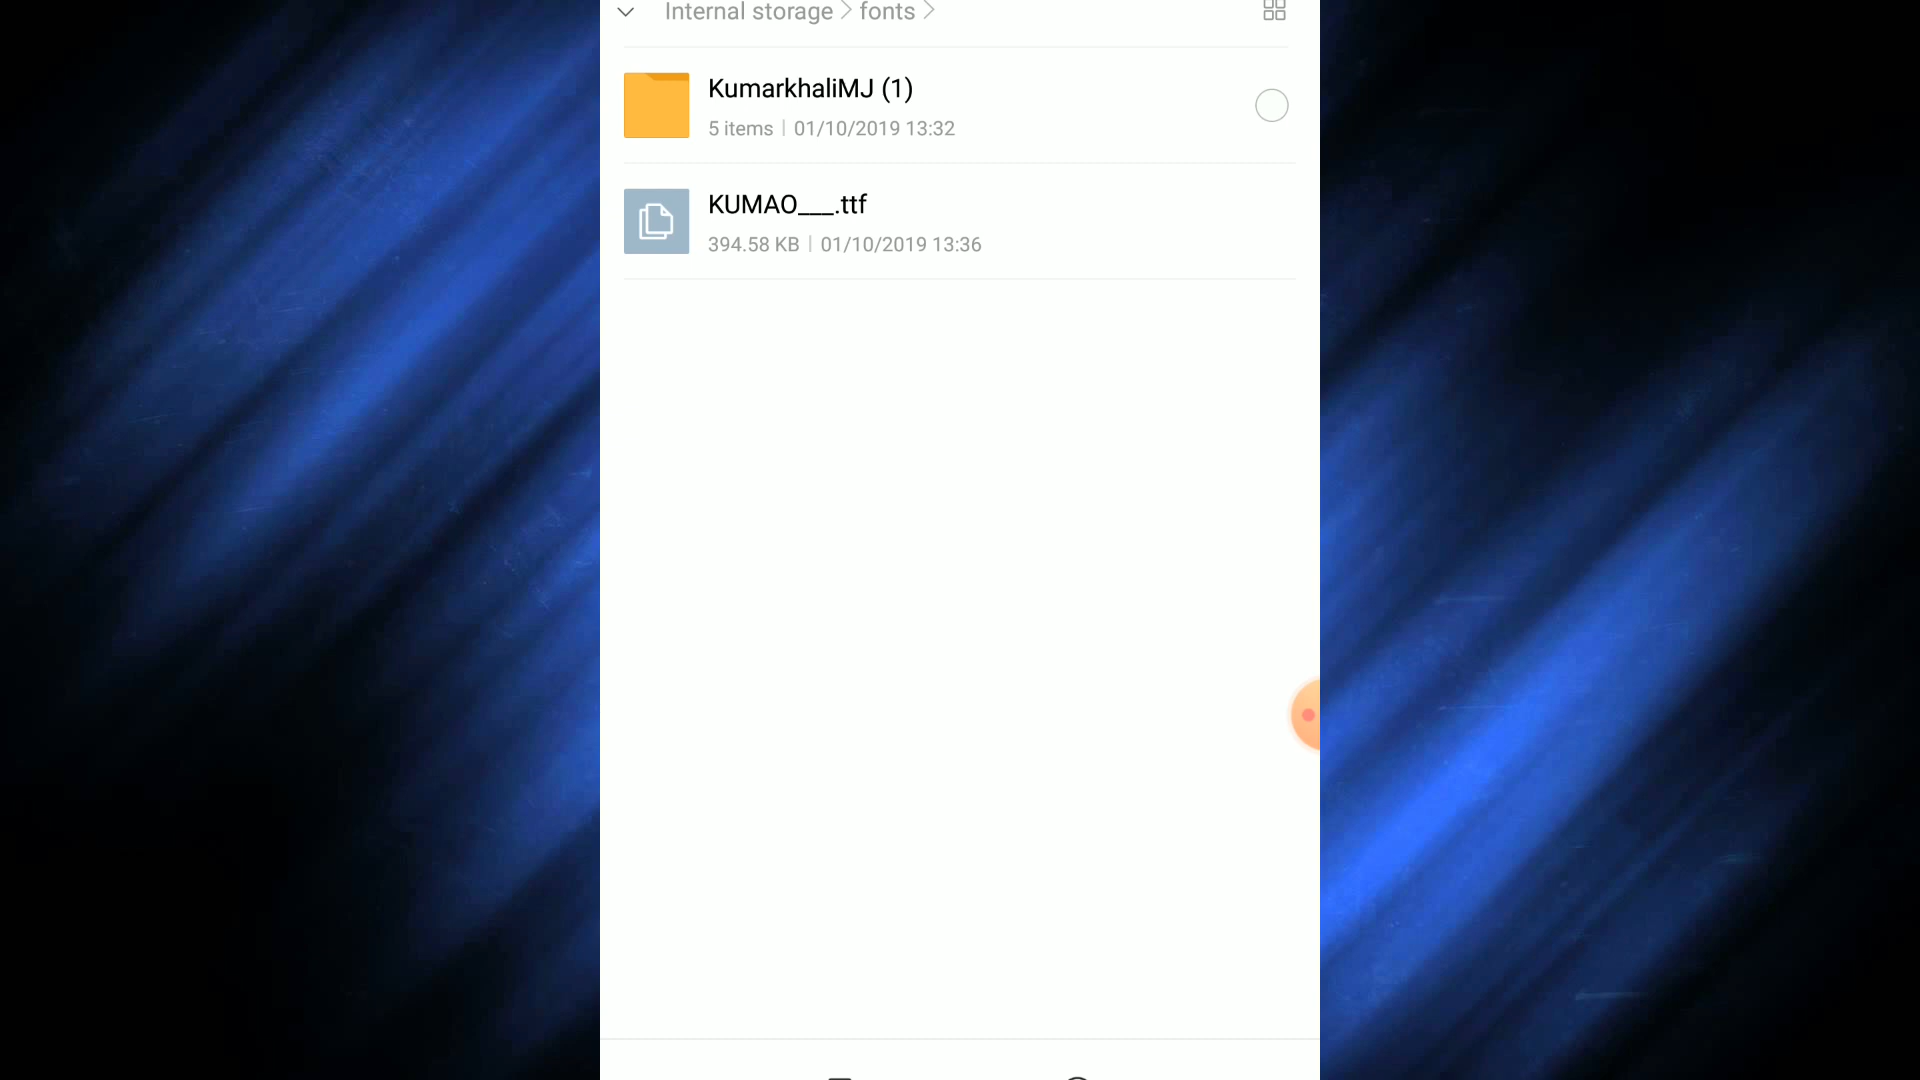 Internal storage > fonts >
KumarkhaliMJ (1)
5 items | 01/10/2019 13:32
KUMAO___.ttf
394.58 KB | 01/10/2019 13:36